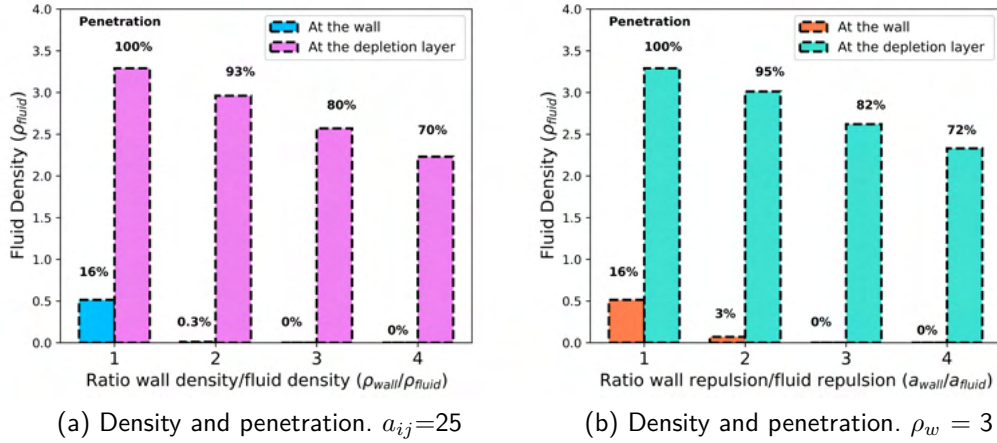 Penetration
At the wall
At the depletion layer
Fluid Density (ρfluid)
4.0
3.5
3.0
2.5
2.0
1.5
1.0
0.5
0.0
16%
100%
0.3%
93%
0%
80%
0%
70%
1 2 3 4
Ratio wall density/fluid density (ρwall/ρfluid)
(a) Density and penetration. aij=25
Penetration
At the wall
At the depletion layer
Fluid Density (ρfluid)
4.0
3.5
3.0
2.5
2.0
1.5
1.0
0.5
0.0
16%
100%
3%
95%
0%
82%
0%
72%
1 2 3 4
Ratio wall repulsion/fluid repulsion (awall/afluid)
(b) Density and penetration. ρw = 3